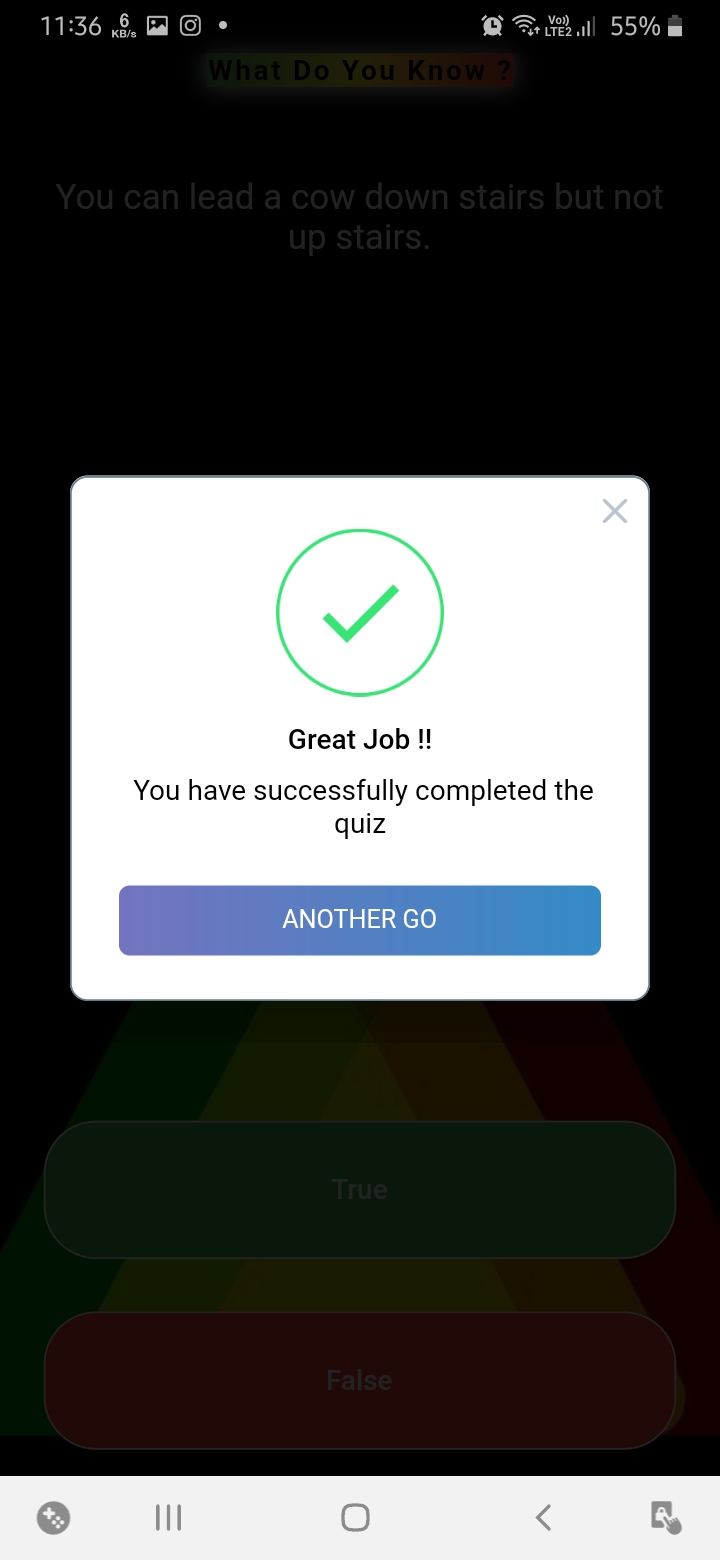 11:36 6 KB/s Vo)) LTE2 55%
What Do You Know ?
You can lead a cow down stairs but not
up stairs.
Great Job !!
You have successfully completed the
quiz
ANOTHER GO
True
False